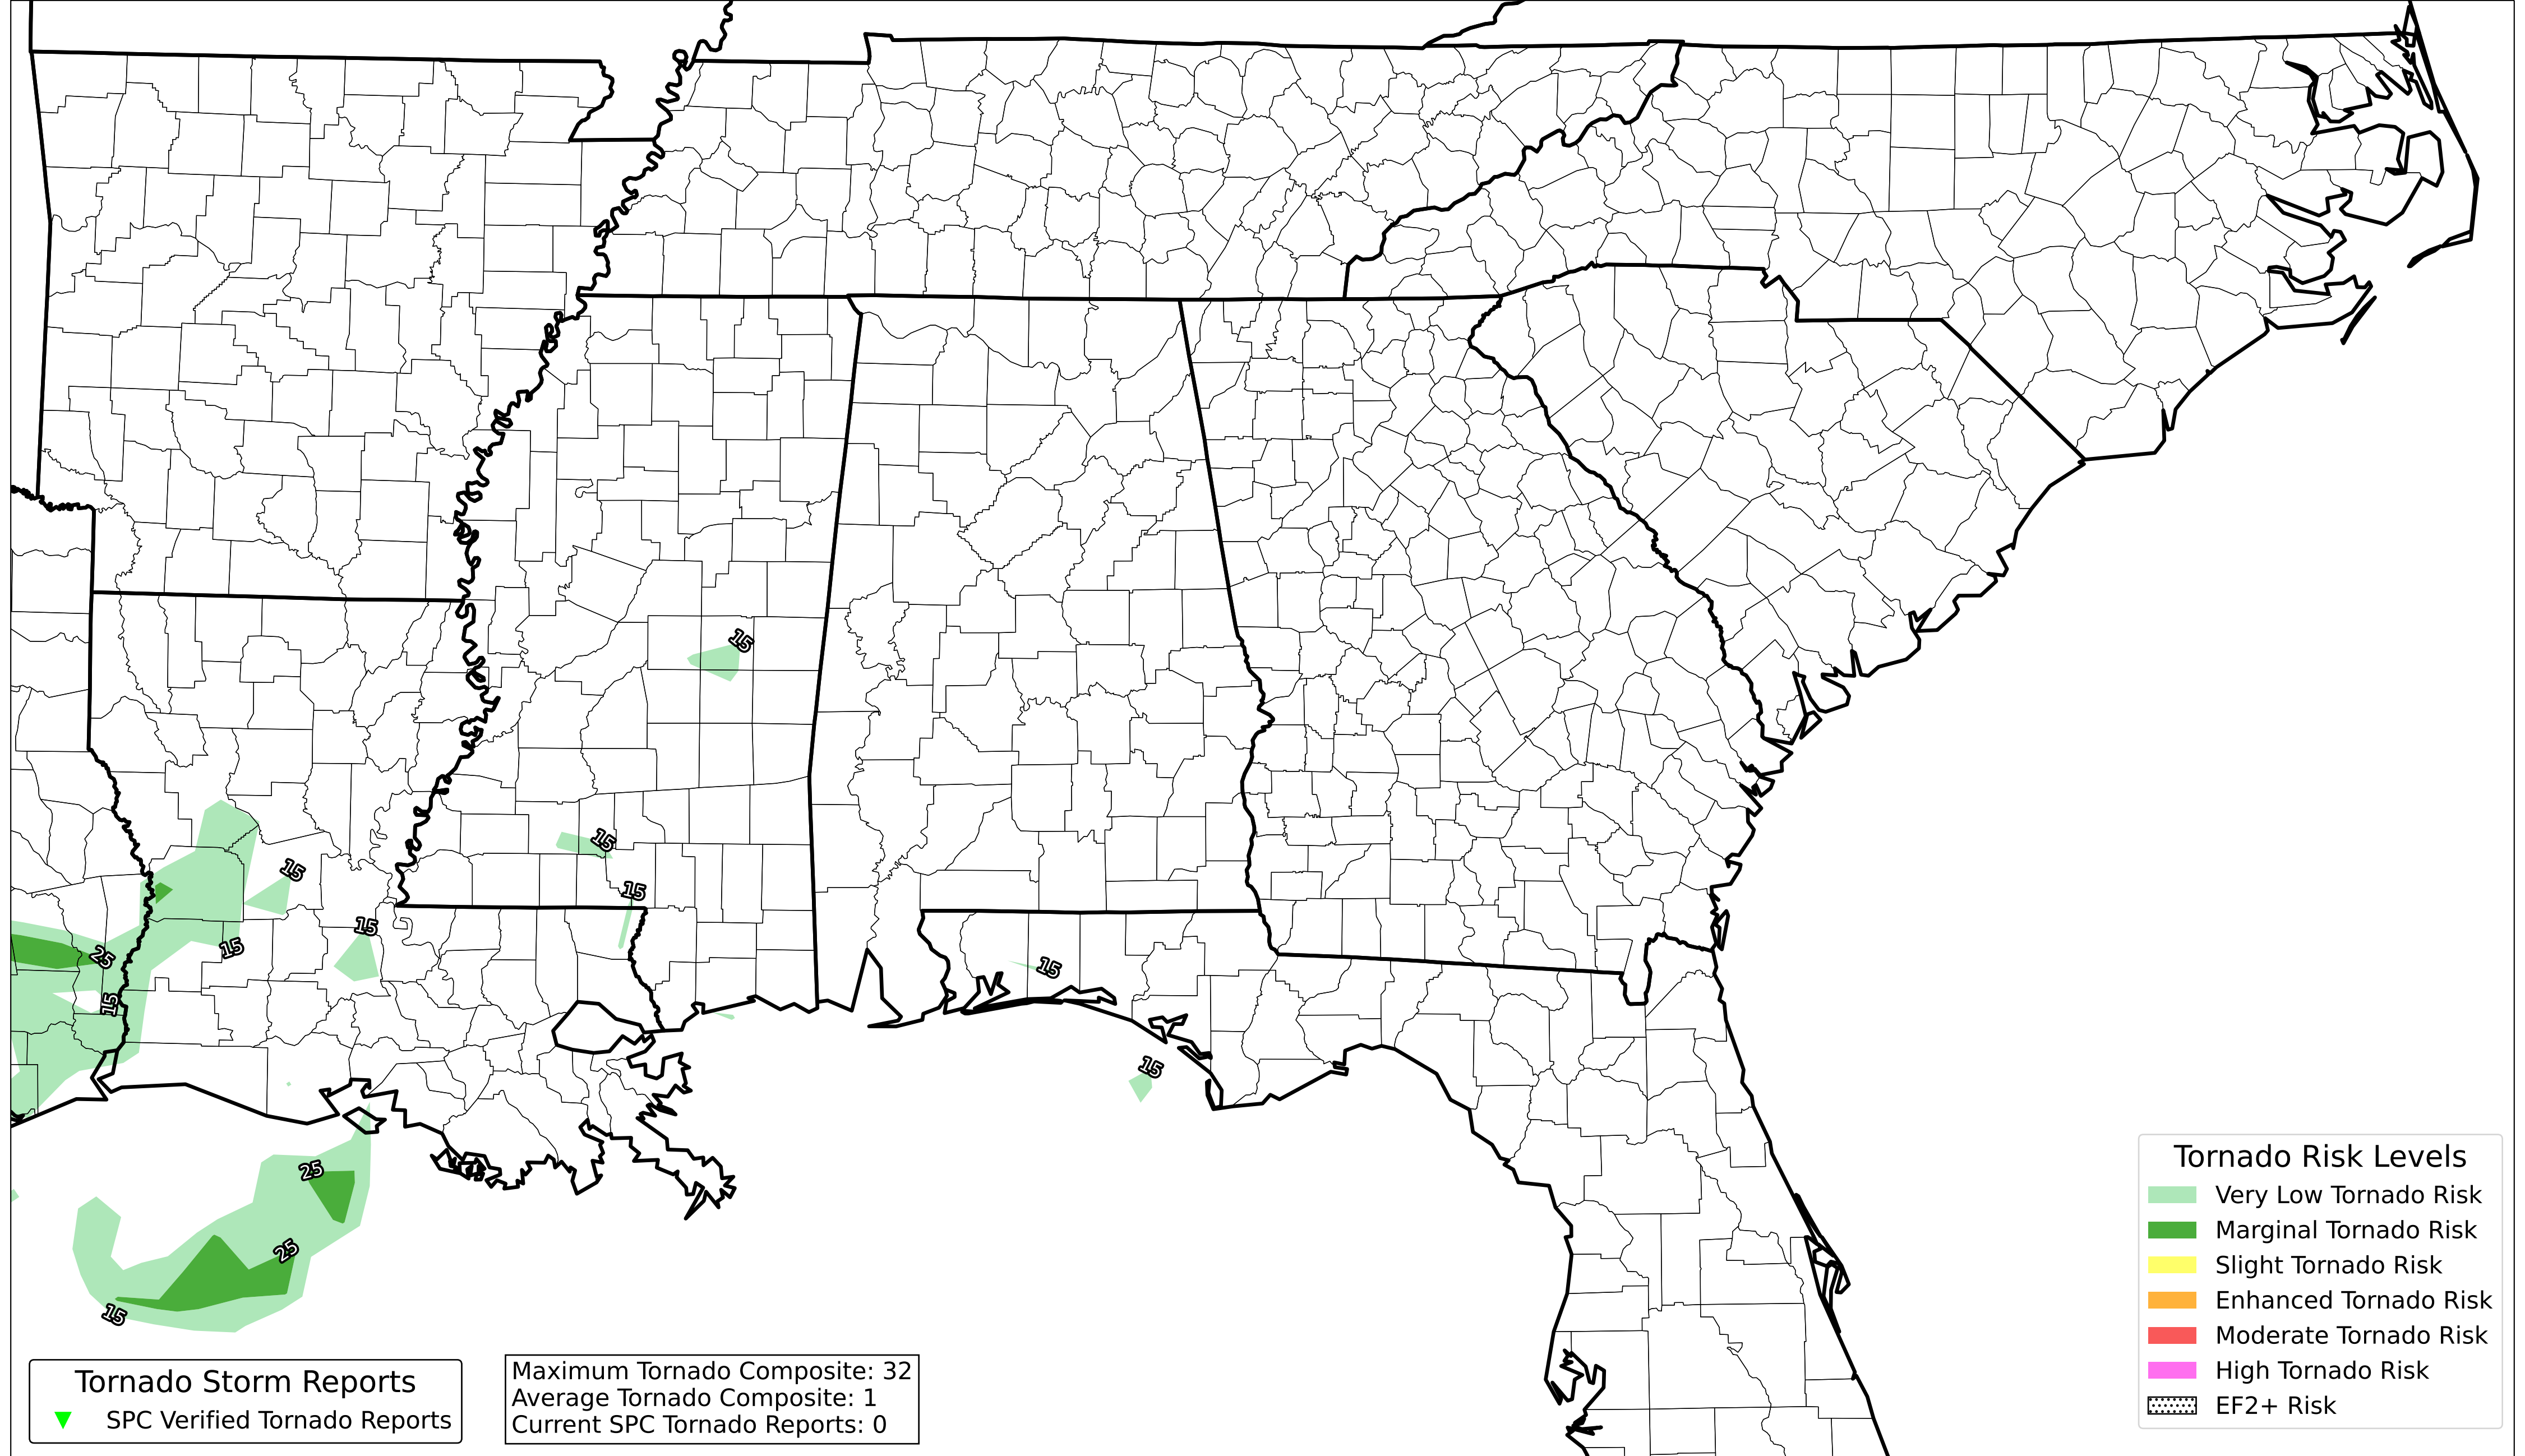 15
15
15
15
15
15
25
15
15
15
25
25
15
Tornado Risk Levels
Very Low Tornado Risk
Marginal Tornado Risk
Slight Tornado Risk
Enhanced Tornado Risk
Moderate Tornado Risk
High Tornado Risk
EF2+ Risk
Tornado Storm Reports
SPC Verified Tornado Reports
Maximum Tornado Composite: 32
Average Tornado Composite: 1
Current SPC Tornado Reports: 0